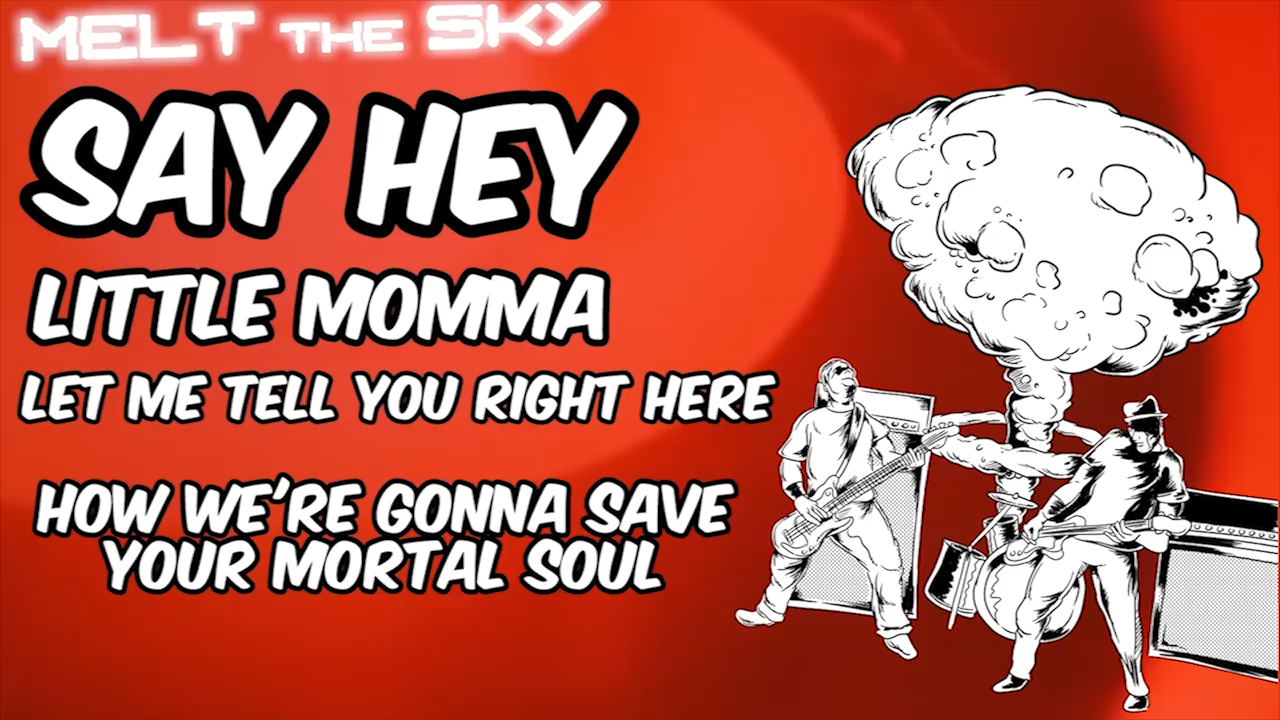 MELT THE SKY
SAY HEY
LITTLE MOMMA
LET ME TELL YOU RIGHT HERE
HOW WE'RE GONNA SAVE
YOUR MORTAL SOUL